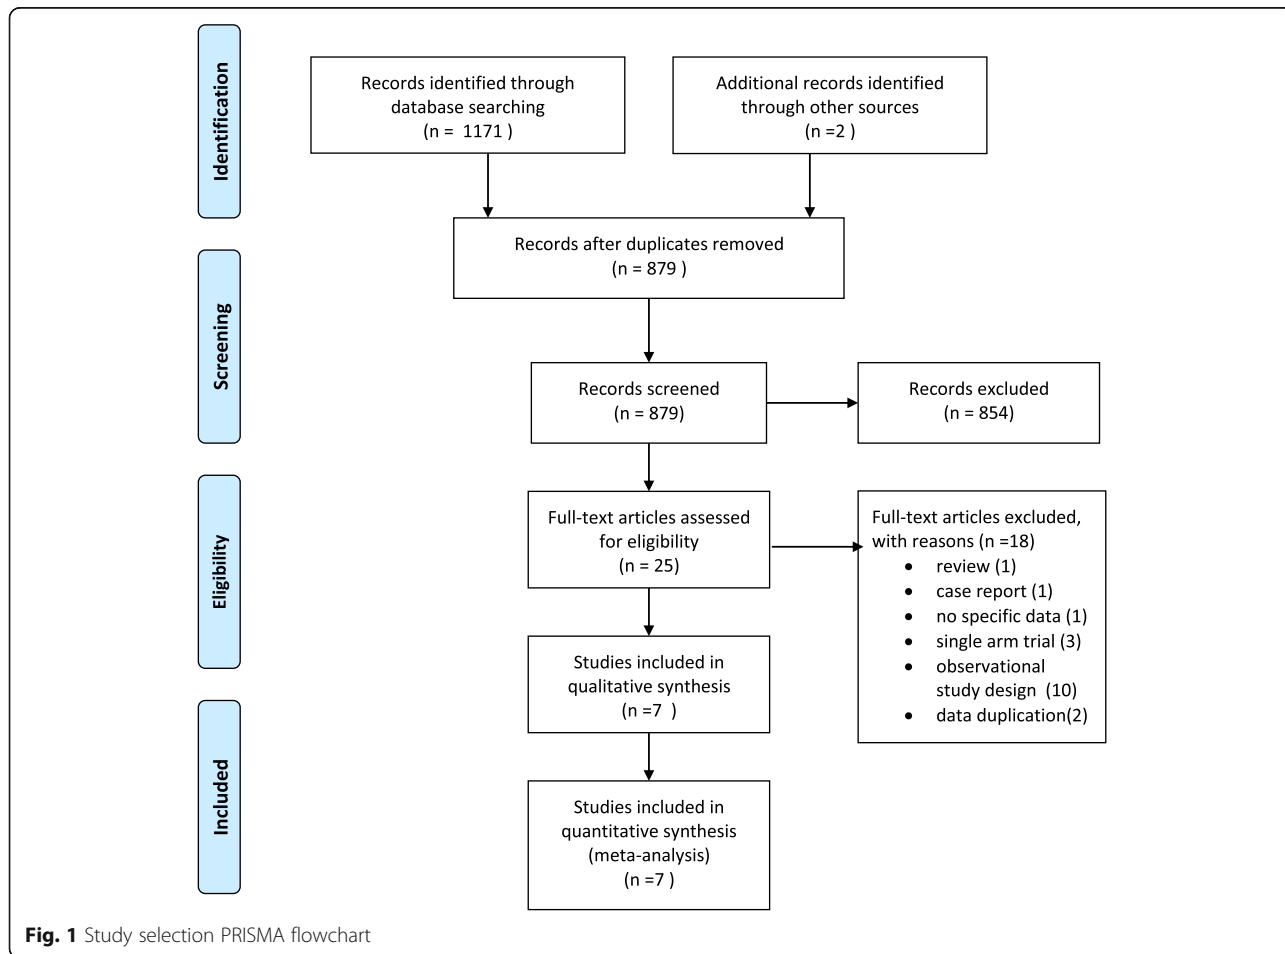 Identification
Records identified through
database searching
(n = 1171 )
Additional records identified
through other sources
(n =2 )
Records after duplicates removed
(n = 879 )
Screening
Records screened
(n = 879)
Records excluded
(n = 854)
Eligibility
Full-text articles assessed
for eligibility
(n = 25)
Full-text articles excluded,
with reasons (n =18)
• review (1)
• case report (1)
• no specific data (1)
• single arm trial (3)
• observational
study design (10)
• data duplication(2)
Studies included in
qualitative synthesis
(n =7 )
Included
Studies included in
quantitative synthesis
(meta-analysis)
(n =7 )
Fig. 1 Study selection PRISMA flowchart